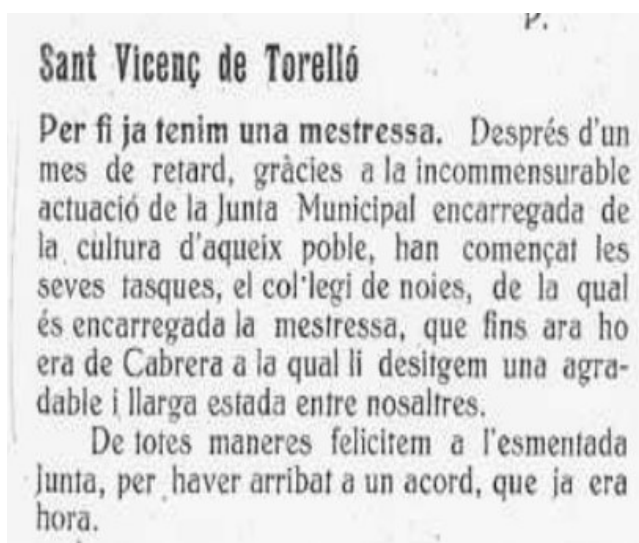 P.
Sant Vicenç de Torelló
Per fi ja tenim una mestressa. Després d'un
mes de retard, gràcies a la incommensurable
actuació de la Junta Municipal encarregada de
la cultura d'aqueix poble, han començat les
seves tasques, el col·legi de noies, de la qual
és encarregada la mestressa, que fins ara ho
era de Cabrera a la qual li desitgem una agra-
dable i llarga estada entre nosaltres.
De totes maneres felicitem a l'esmentada
Junta, per haver arribat a un acord, que ja era
hora.